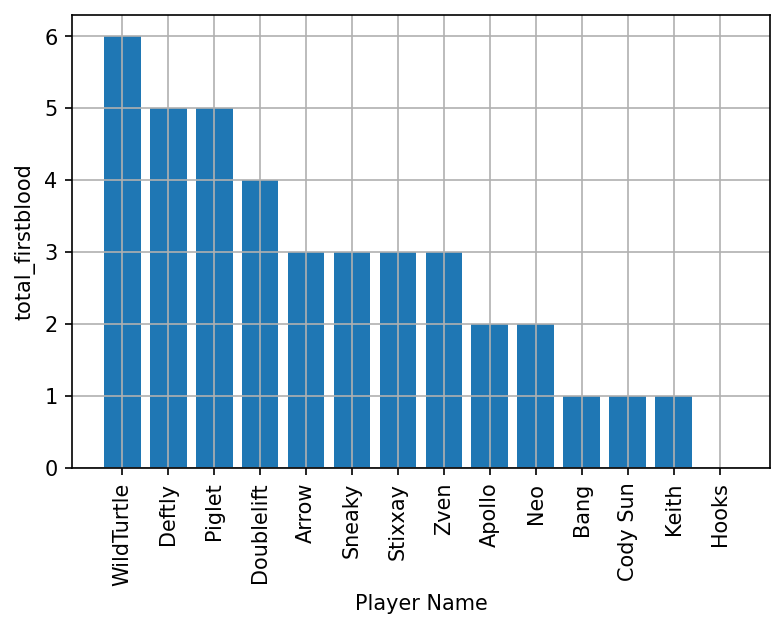 6
5
4
3
2
1
0
total_firstblood
WildTurtle
Deftly
Piglet
Doublelift
Arrow
Sneaky
Stixxay
Zven
Apollo
Neo
Bang
Cody Sun
Keith
Hooks
Player Name